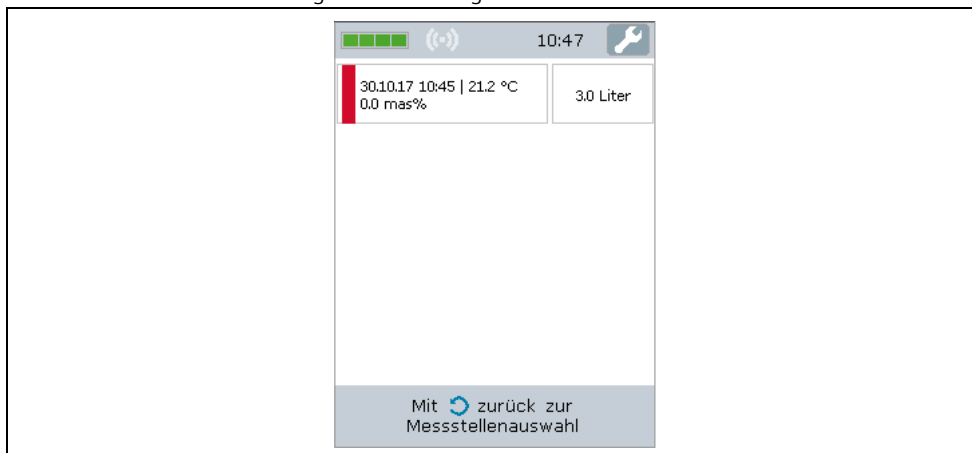 10:47
30.10.17 10:45 | 21.2 °C
0.0 mas%
3.0 Liter
Mit zurück zur
Messstellenauswahl